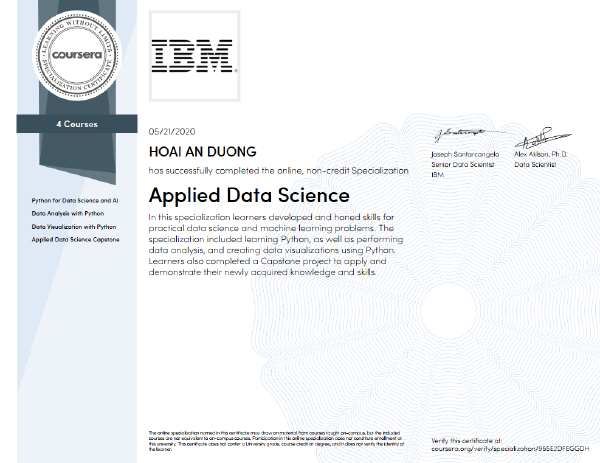 LEARNING WITHOUT LIMITS
coursera
SPECIALIZATION CERTIFICATE
IBM
4 Courses
Python for Data Science and AI
Data Analysis with Python
Data Visualization with Python
Applied Data Science Capstone
05/21/2020
HOAI AN DUONG
has successfully completed the online, non-credit Specialization
Applied Data Science
In this specialization learners developed and honed skills for
practical data science and machine learning problems. The
specialization included learning Python, as well as performing
data analysis, and creating data visualizations using Python.
Learners also completed a Capstone project to apply and
demonstrate their newly acquired knowledge and skills.
Joseph Santarcangelo
Senior Data Scientist
IBM
Alex Aklson, Ph.D.
Data Scientist
The online specialization named in this certificate may draw on material from courses taught on-campus, but the included
courses are not equivalent to on-campus courses. Participation in this online specialization does not constitute enrollment at
this university. This certificate does not confer a University grade, course credit or degree, and it does not verify the identity of
the learner.
Verify this certificate at:
coursera.org/verify/specialization/955E2DFEGGDH